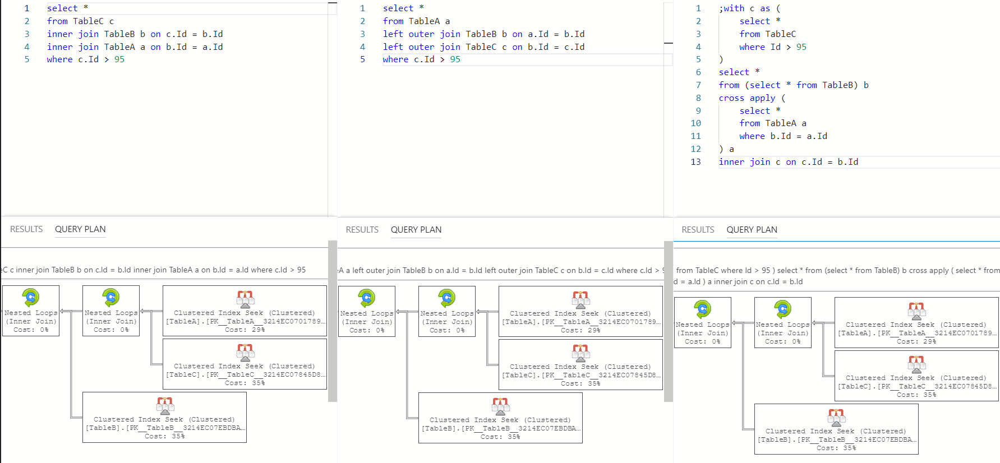 1 select *
2 from TableC c
3 inner join TableB b on c.Id = b.Id
4 inner join TableA a on b.Id = a.Id
5 where c.Id > 95
RESULTS QUERY PLAN
eC c inner join TableB b on c.Id = b.Id inner join TableA a on b.Id = a.Id where c.Id > 95
Nested Loops
(Inner Join)
Cost: 0%
Nested Loops
(Inner Join)
Cost: 0%
Clustered Index Seek (Clustered)
[TableA].[PK__TableA__3214EC0701789...
Cost: 29%
Clustered Index Seek (Clustered)
[TableC].[PK__TableC__3214EC07845D8...
Cost: 35%
Clustered Index Seek (Clustered)
[TableB].[PK__TableB__3214EC07EBDBA...
Cost: 35%
1 select *
2 from TableA a
3 left outer join TableB b on a.Id = b.Id
4 left outer join TableC c on b.Id = c.Id
5 where c.Id > 95
RESULTS QUERY PLAN
eA a left outer join TableB b on a.Id = b.Id left outer join TableC c on b.Id = c.Id where c.Id > 9
Nested Loops
(Inner Join)
Cost: 0%
Nested Loops
(Inner Join)
Cost: 0%
Clustered Index Seek (Clustered)
[TableA].[PK__TableA__3214EC0701789...
Cost: 29%
Clustered Index Seek (Clustered)
[TableC].[PK__TableC__3214EC07845D8...
Cost: 35%
Clustered Index Seek (Clustered)
[TableB].[PK__TableB__3214EC07EBDBA...
Cost: 35%
1 ;with c as (
2 select *
3 from TableC
4 where Id > 95
5 )
6 select *
7 from (select * from TableB) b
8 cross apply (
9 select *
10 from TableA a
11 where b.Id = a.Id
12 ) a
13 inner join c on c.Id = b.Id
RESULTS QUERY PLAN
from TableC where Id > 95 ) select * from (select * from TableB) b cross apply ( select * from
d = a.Id ) a inner join c on c.Id = b.Id
Nested Loops
(Inner Join)
Cost: 0%
Nested Loops
(Inner Join)
Cost: 0%
Clustered Index Seek (Clustered)
[TableA].[PK__TableA__3214EC0701789...
Cost: 29%
Clustered Index Seek (Clustered)
[TableC].[PK__TableC__3214EC07845D8...
Cost: 35%
Clustered Index Seek (Clustered)
[TableB].[PK__TableB__3214EC07EBDBA...
Cost: 35%